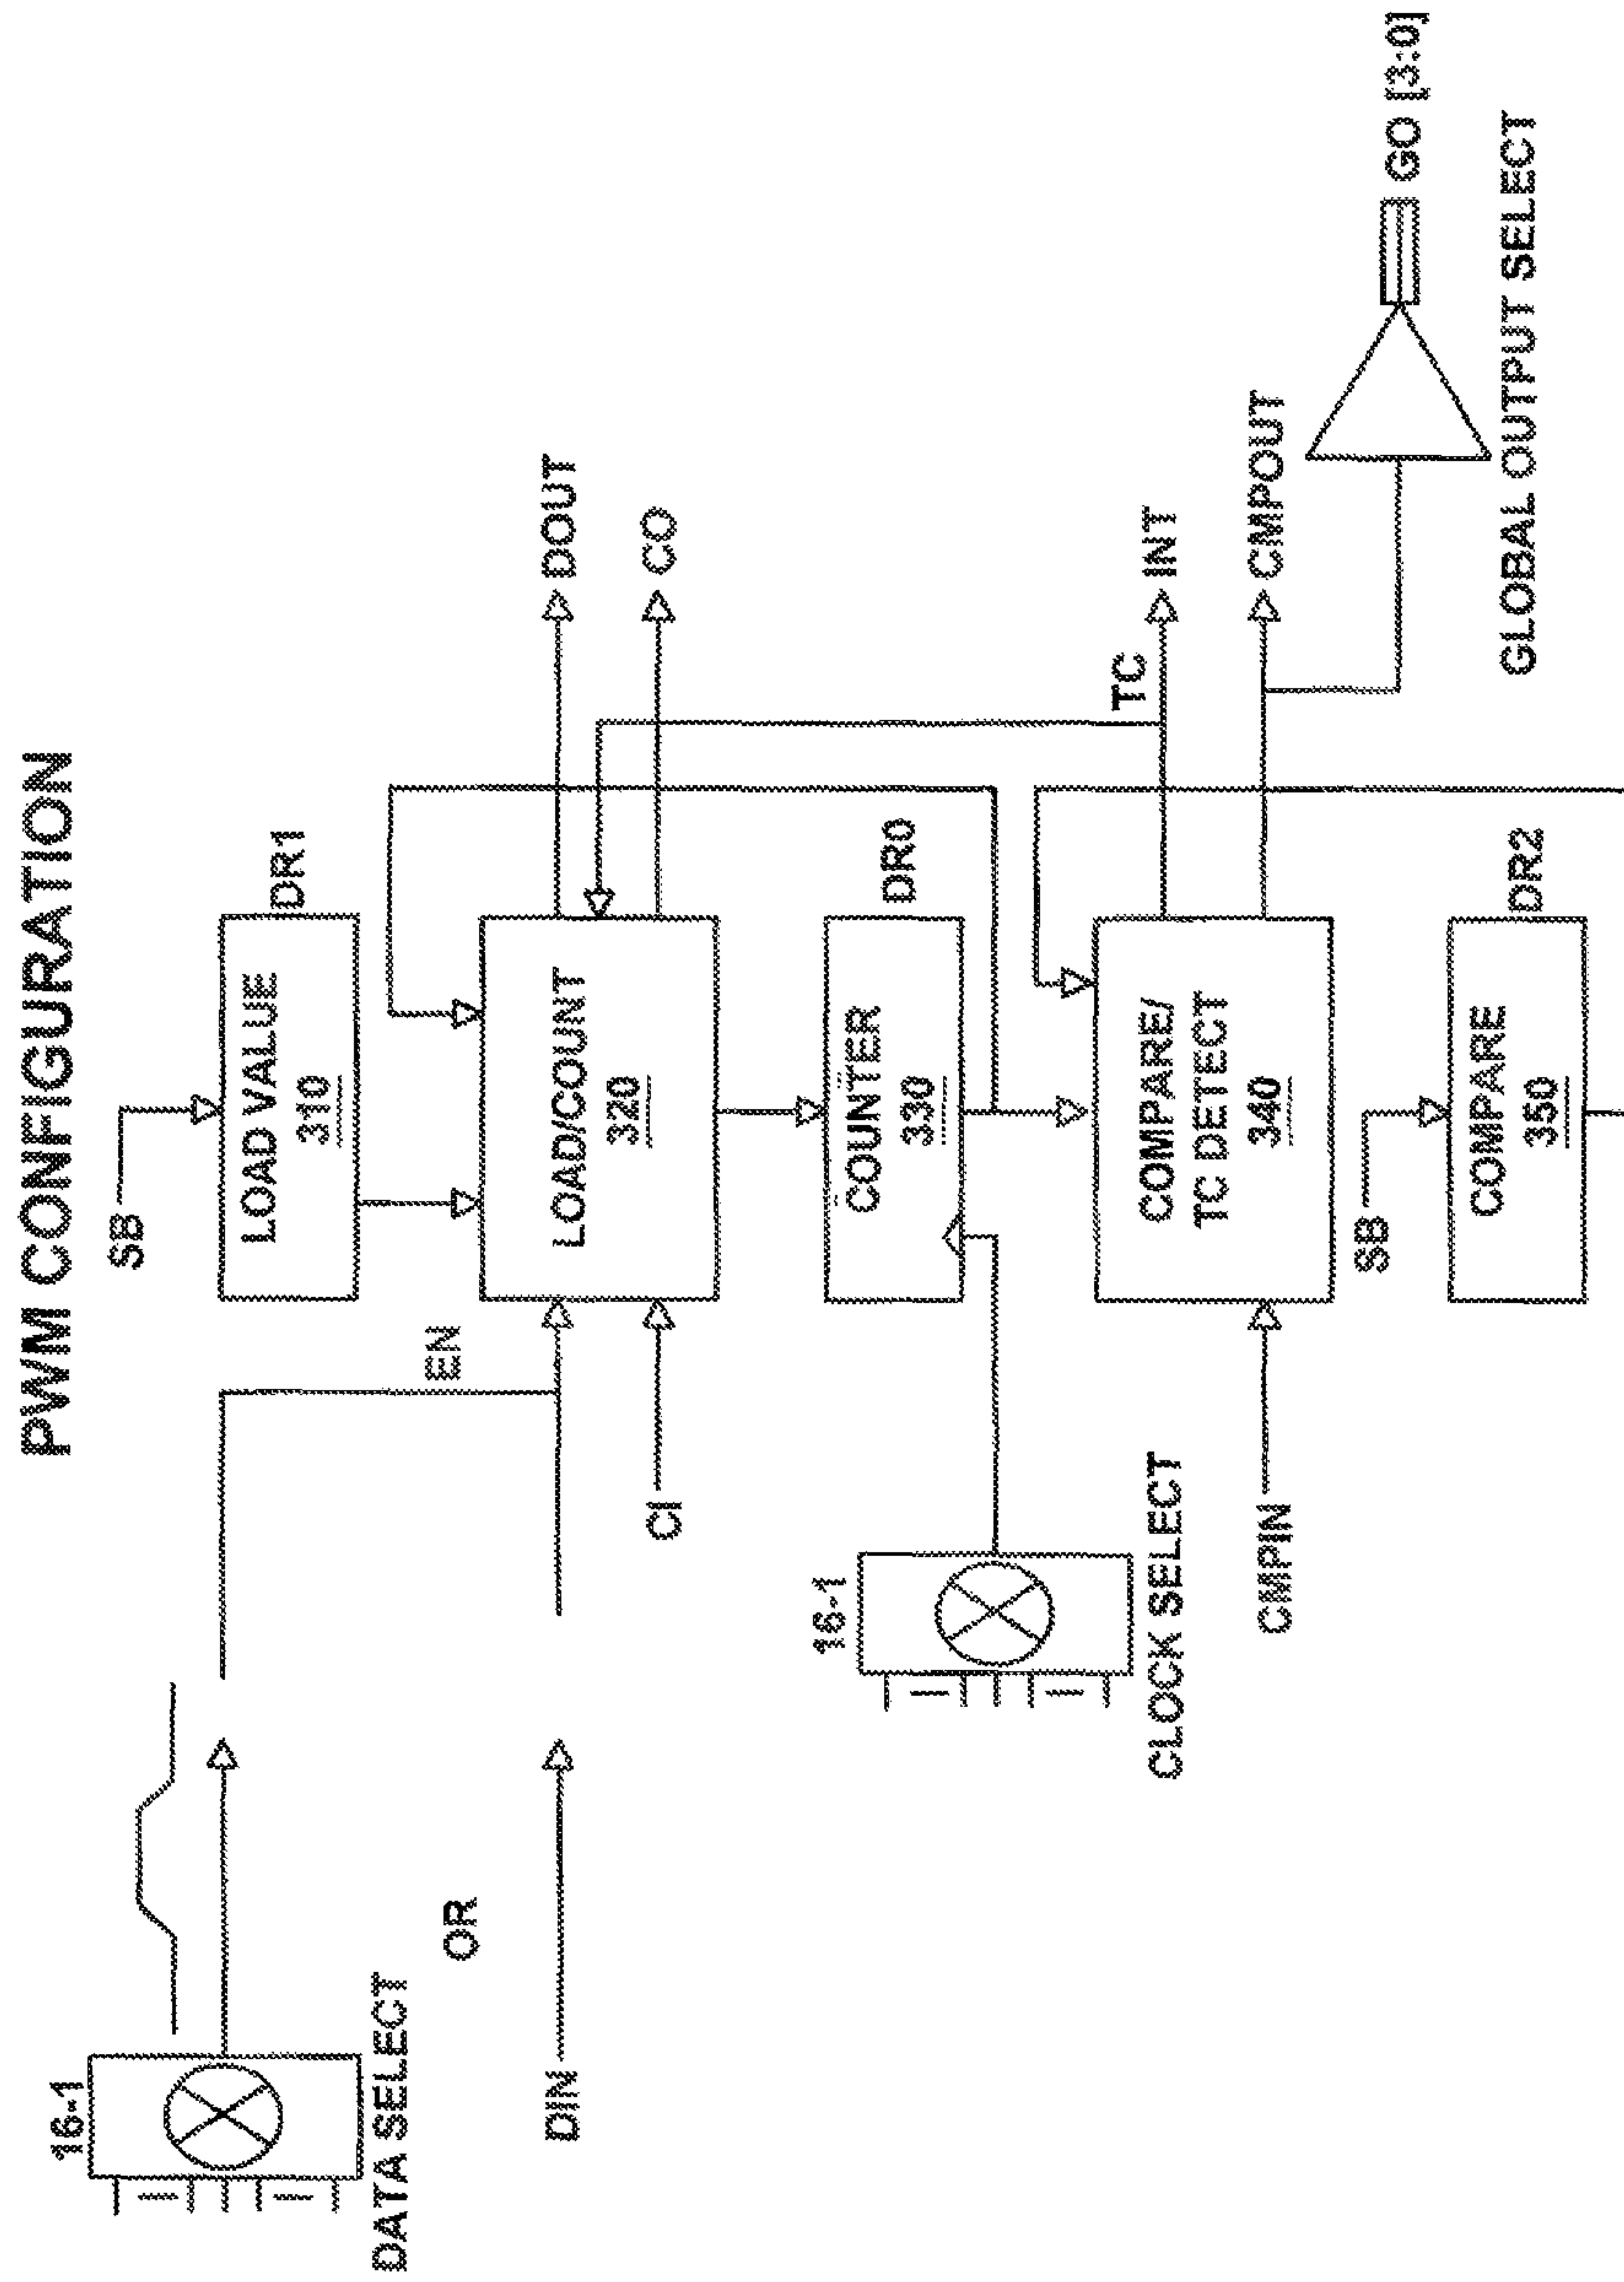 PWM CONFIGURATION
16-1
DATA SELECT
OR
DIN
EN
CI
SB
LOAD VALUE
310
DR1
LOAD/COUNT
320
DOUT
CO
16-1
CLOCK SELECT
COUNTER
330
DR0
TC
CMPIN
COMPARE/
TC DETECT
340
INT
CMPOUT
SB
COMPARE
350
DR2
GO [3:0]
GLOBAL OUTPUT SELECT